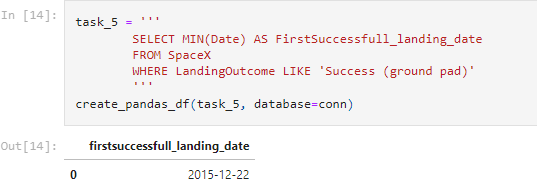 In [14]: task_5 = '''
SELECT MIN(Date) AS FirstSuccessfull_landing_date
FROM SpaceX
WHERE LandingOutcome LIKE 'Success (ground pad)'
'''
create_pandas_df(task_5, database=conn)
Out[14]: firstsuccessfull_landing_date
0 2015-12-22